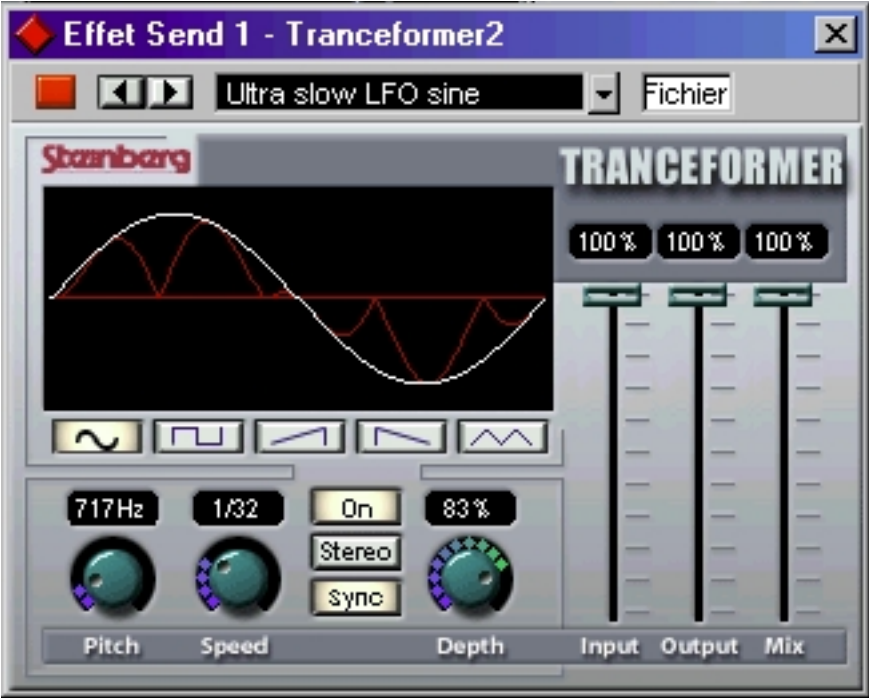 Effet Send 1 - Tranceformer2
Ultra slow LFO sine Fichier
Steinberg
TRANCEFORMER
100% 100% 100%
717Hz 1/32 On 83%
Stereo
Sync
Pitch Speed Depth Input Output Mix